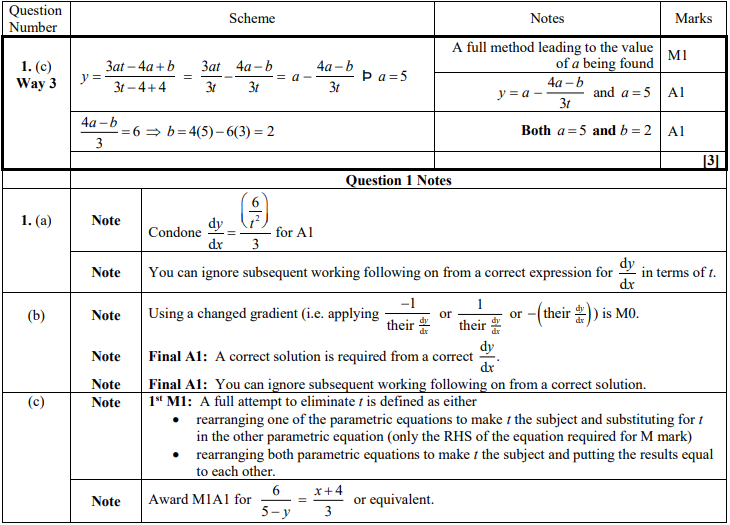 Question Number Scheme Notes Marks
1. (c) Way 3
y = (3at − 4a + b)/(3t − 4 + 4) = 3at/3t − (4a − b)/3t = a − (4a − b)/3t Þ a = 5
A full method leading to the value of a being found M1
y = a − (4a − b)/3t and a = 5 A1
(4a − b)/3 = 6 ⇒ b = 4(5) − 6(3) = 2 Both a = 5 and b = 2 A1
[3]
Question 1 Notes
1. (a) Note Condone dy/dx = (6/t²)/3 for A1
Note You can ignore subsequent working following on from a correct expression for dy/dx in terms of t.
(b) Note Using a changed gradient (i.e. applying −1/(their dy/dx) or 1/(their dy/dx) or −(their dy/dx)) is M0.
Note Final A1: A correct solution is required from a correct dy/dx.
Note Final A1: You can ignore subsequent working following on from a correct solution.
(c) Note 1st M1: A full attempt to eliminate t is defined as either
• rearranging one of the parametric equations to make t the subject and substituting for t
in the other parametric equation (only the RHS of the equation required for M mark)
• rearranging both parametric equations to make t the subject and putting the results equal
to each other.
Note Award M1A1 for 6/(5 − y) = (x + 4)/3 or equivalent.